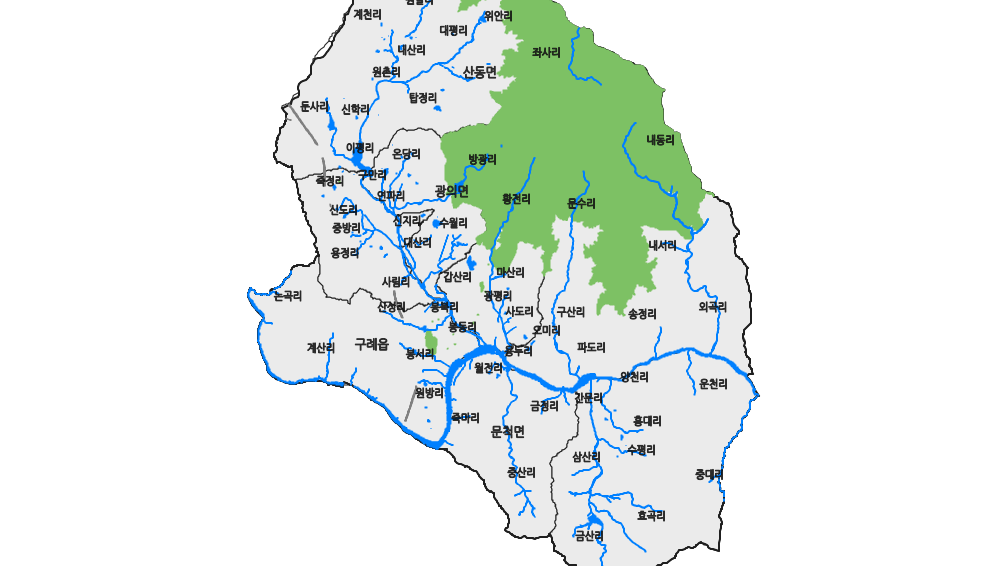 계천리
위안리
대평리
내산리
좌사리
원촌리
산동면
탑정리
둔사리
신학리
이평리
온당리
내동리
방광리
구만리
죽정리
광의면
연파리
황전리
문수리
산도리
지리
수월리
중방리
대산리
용정리
내서리
갑산리
마산리
사림리
논곡리
광평리
산정리
봉북리
사도리
구산리
송정리
외곡리
봉동리
오미리
계산리
구례읍
봉서리
용두리
파도리
월전리
양천리
운천리
원방리
금정리
간문리
죽마리
흥대리
문척면
수평리
삼산리
중산리
중대리
효곡리
금산리